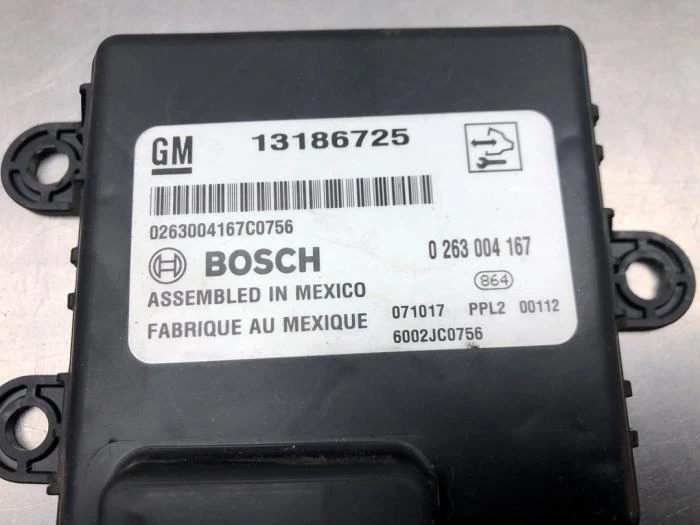 GM 13186725
0263004167C0756
BOSCH 0 263 004 167
864
ASSEMBLED IN MEXICO
071017 PPL2 00112
FABRIQUE AU MEXIQUE
6002JC0756